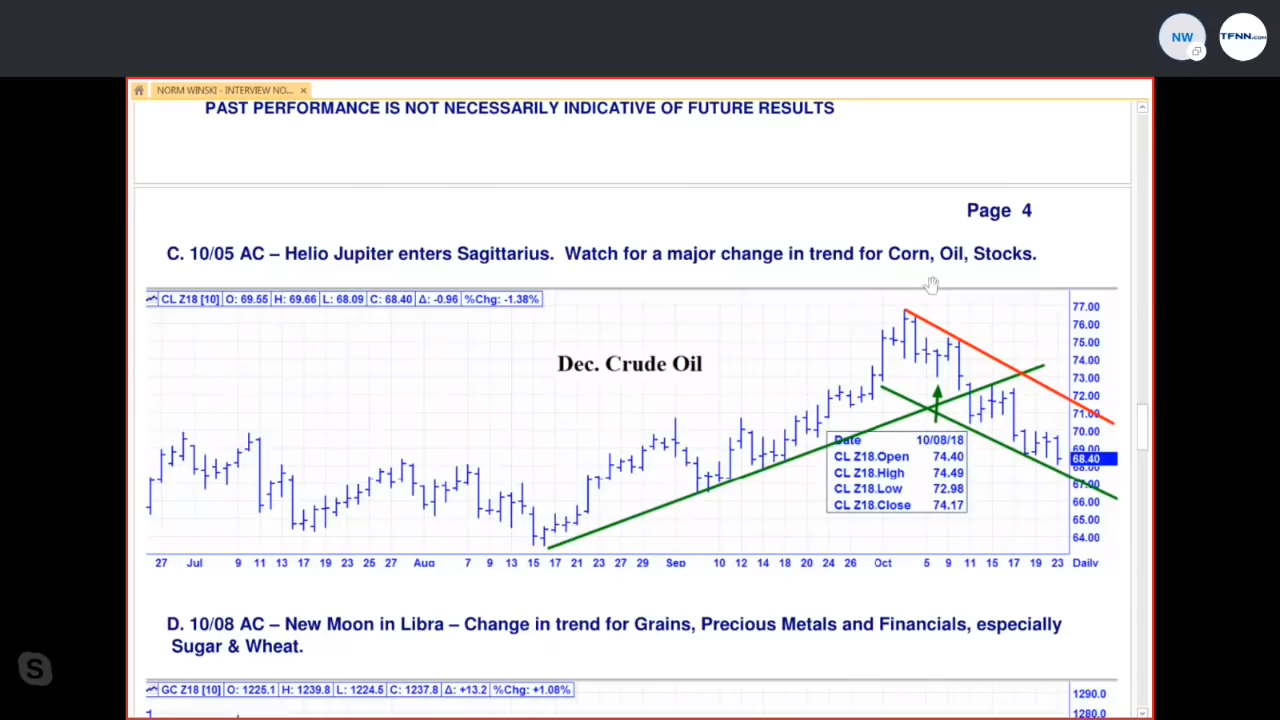 NW
TFNN.COM
NORM WINSKI - INTERVIEW NO... ×
PAST PERFORMANCE IS NOT NECESSARILY INDICATIVE OF FUTURE RESULTS
Page 4
C. 10/05 AC – Helio Jupiter enters Sagittarius. Watch for a major change in trend for Corn, Oil, Stocks.
CL Z18 [10] O: 69.55 H: 69.66 L: 68.09 C: 68.40 Δ: -0.96 %Chg: -1.38%
Dec. Crude Oil
77.00
76.00
75.00
74.00
73.00
72.00
71.00
70.00
69.00
68.40
68.00
67.00
66.00
65.00
64.00
Date 10/08/18
CL Z18.Open 74.40
CL Z18.High 74.49
CL Z18.Low 72.98
CL Z18.Close 74.17
27 Jul 9 11 13 17 19 23 25 27 Aug 7 9 13 15 17 21 23 27 29 Sep 10 12 14 18 20 24 26 Oct 5 9 11 15 17 19 23 Daily
D. 10/08 AC – New Moon in Libra – Change in trend for Grains, Precious Metals and Financials, especially
Sugar & Wheat.
GC Z18 [10] O: 1225.1 H: 1239.8 L: 1224.5 C: 1237.8 Δ: +13.2 %Chg: +1.08%
1290.0
1280.0
S